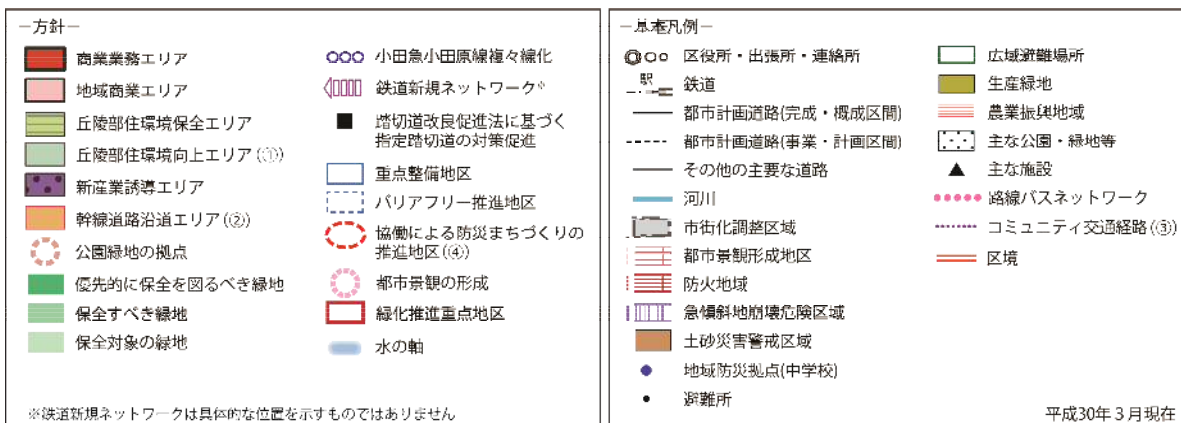 ー方針ー
商業業務エリア
地域商業エリア
丘陵部住環境保全エリア
丘陵部住環境向上エリア(①)
新産業誘導エリア
幹線道路沿道エリア(②)
公園緑地の拠点
優先的に保全を図るべき緑地
保全すべき緑地
保全対象の緑地
小田急小田原線複々線化
鉄道新規ネットワーク※
踏切道改良促進法に基づく
指定踏切道の対策促進
重点整備地区
バリアフリー推進地区
協働による防災まちづくりの
推進地区(④)
都市景観の形成
緑化推進重点地区
水の軸
※鉄道新規ネットワークは具体的な位置を示すものではありません
ー基本凡例ー
区役所・出張所・連絡所
駅
鉄道
都市計画道路(完成・概成区間)
都市計画道路(事業・計画区間)
その他の主要な道路
河川
市街化調整区域
都市景観形成地区
防火地域
急傾斜地崩壊危険区域
土砂災害警戒区域
地域防災拠点(中学校)
避難所
広域避難場所
生産緑地
農業振興地域
主な公園・緑地等
主な施設
路線バスネットワーク
コミュニティ交通経路(③)
区境
平成30年３月現在